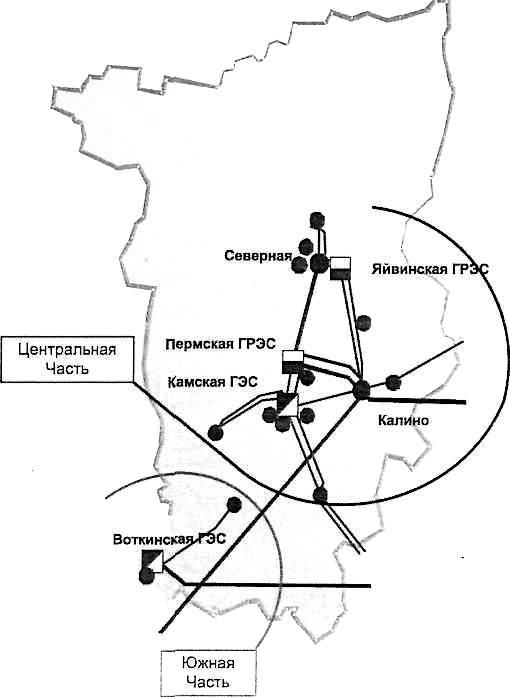 Северная
Яйвинская ГРЭС
Пермская ГРЭС
Центральная
Часть
Камская ГЭС
Калино
Воткинская ГЭС
Южная
Часть